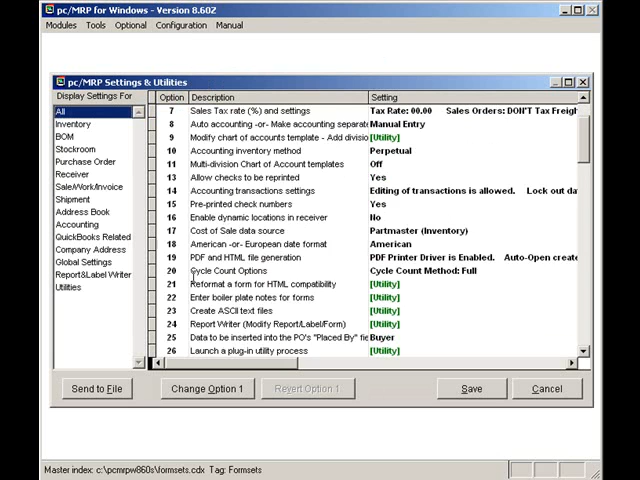 pc/MRP for Windows - Version 8.602
Modules Tools Optional Configuration Manual
pc/MRP Settings & Utilities
Display Settings For
All
Inventory
BOM
Stockroom
Purchase Order
Receiver
Sale/Work/Invoice
Shipment
Address Book
Accounting
QuickBooks Related
Company Address
Global Settings
Report&Label Writer
Utilities
Option Description Setting
7 Sales Tax rate (%) and settings Tax Rate: 00.00 Sales Orders: DON'T Tax Freigh
8 Auto accounting -or- Make accounting separate Manual Entry
9 Modify chart of accounts template - Add divisio [Utility]
10 Accounting inventory method Perpetual
11 Multi-division Chart of Account templates Off
13 Allow checks to be reprinted Yes
14 Accounting transactions settings Editing of transactions is allowed. Lock out da
15 Pre-printed check numbers Yes
16 Enable dynamic locations in receiver No
17 Cost of Sale data source Partmaster (Inventory)
18 American -or- European date format American
19 PDF and HTML file generation PDF Printer Driver is Enabled. Auto-Open create
20 Cycle Count Options Cycle Count Method: Full
21 Reformat a form for HTML compatibility [Utility]
22 Enter boiler plate notes for forms [Utility]
23 Create ASCII text files [Utility]
24 Report Writer (Modify Report/Label/Form) [Utility]
25 Data to be inserted into the PO's "Placed By" fie Buyer
26 Launch a plug-in utility process [Utility]
Send to File Change Option 1 Revert Option 1 Save Cancel
Master index: c:\pcmrpw860s\formsets.cdx Tag: Formsets